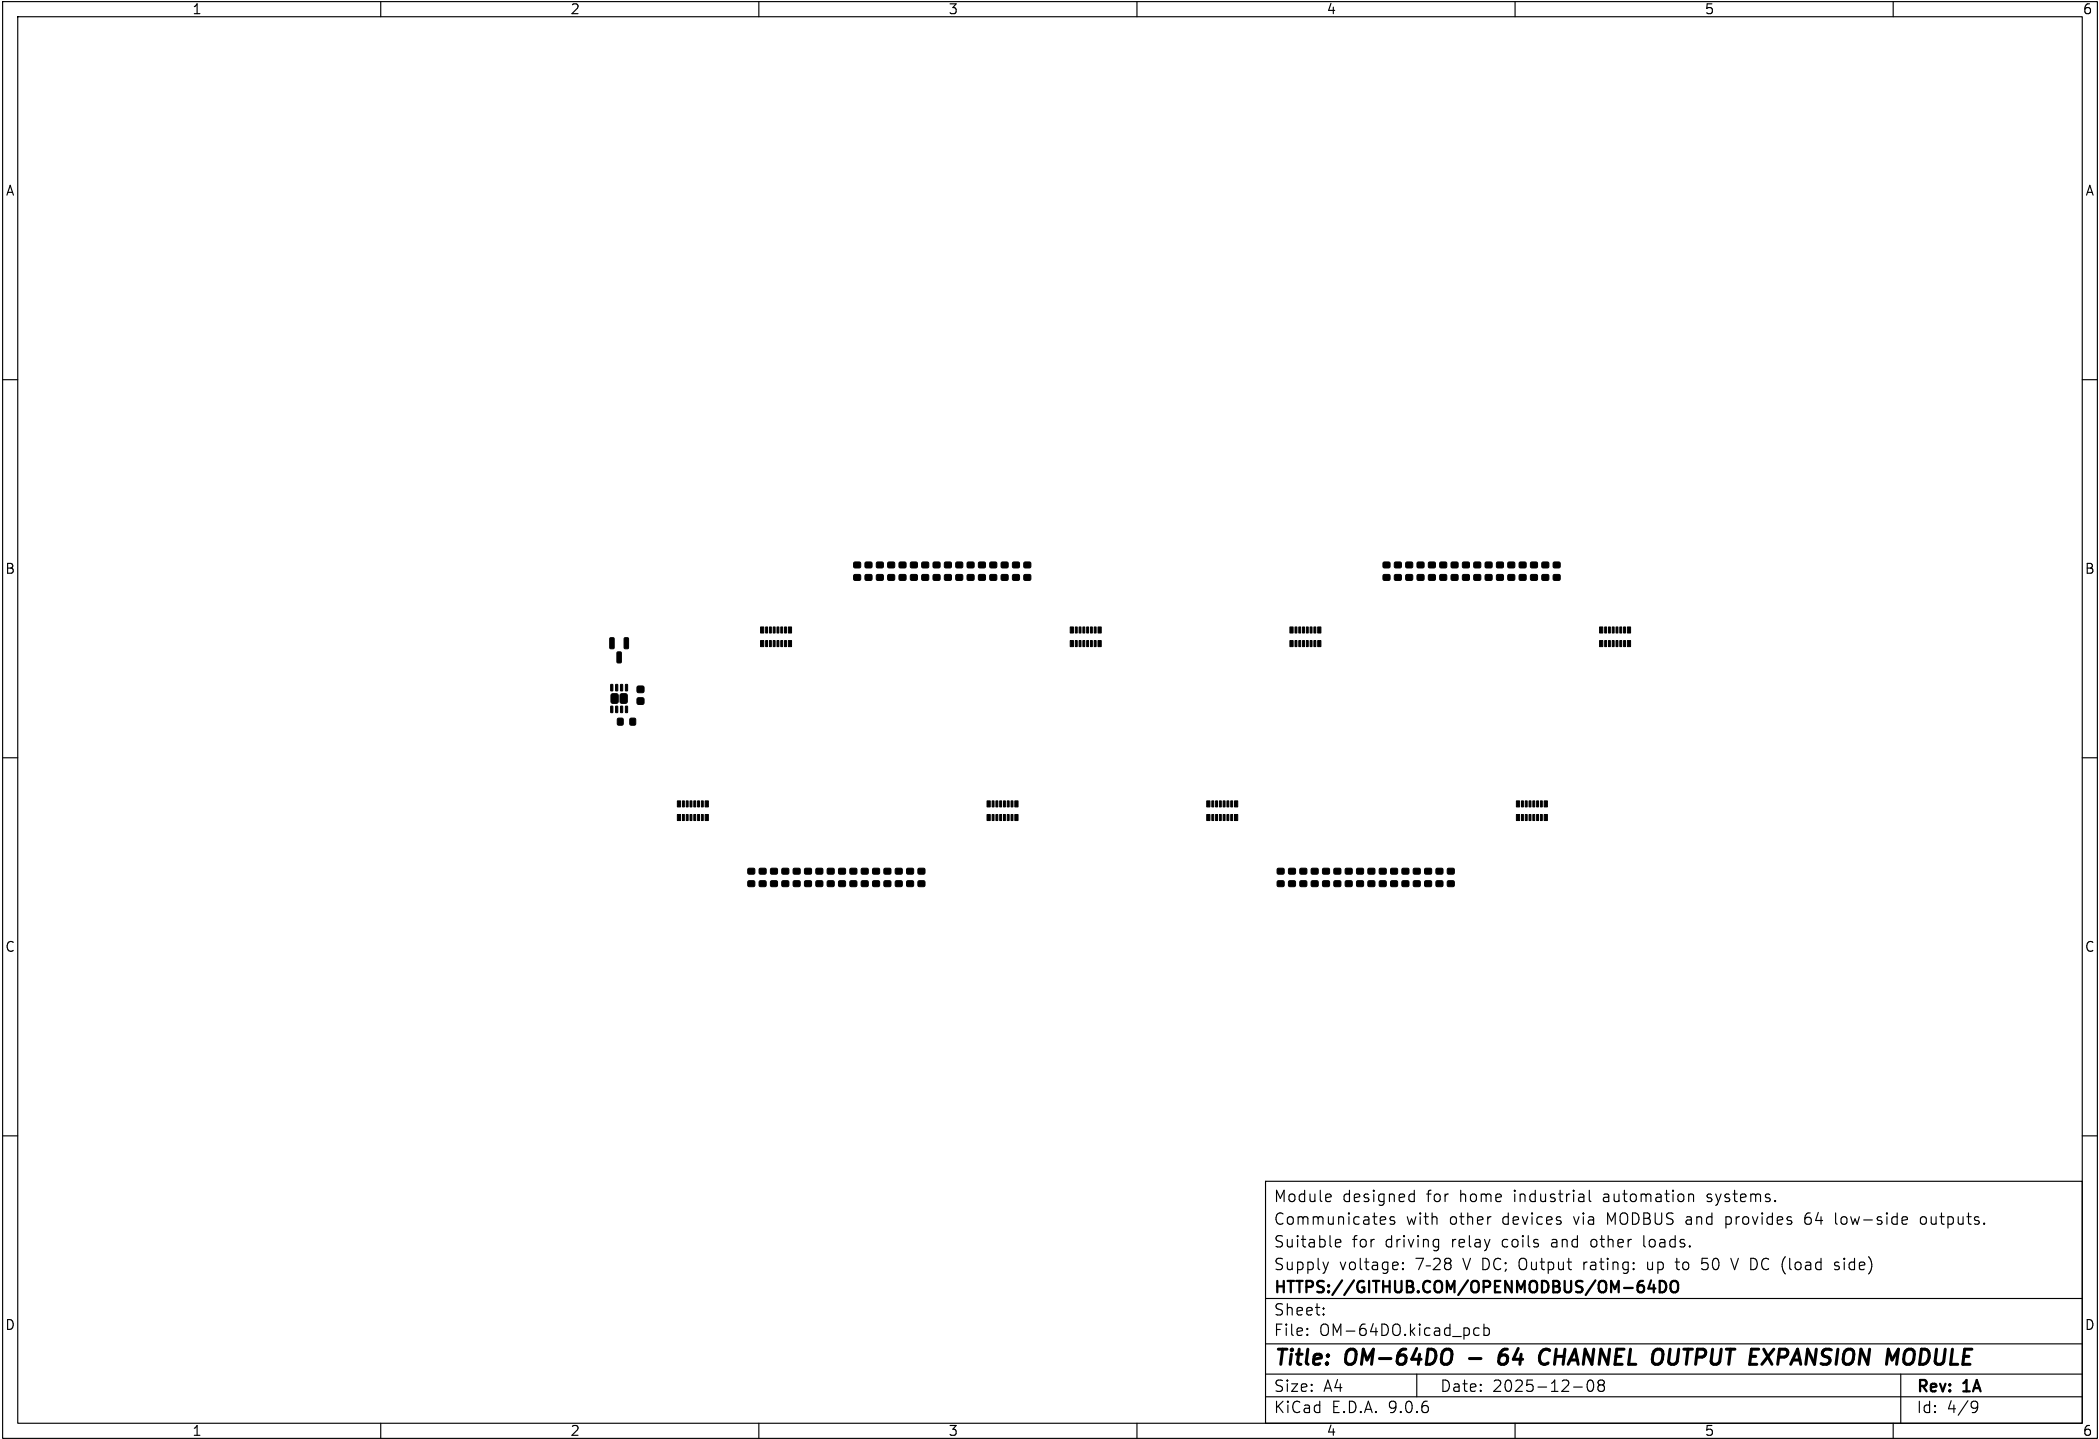 1 2 3 4 5 6
A A
B B
C C
Module designed for home industrial automation systems.
Communicates with other devices via MODBUS and provides 64 low-side outputs.
Suitable for driving relay coils and other loads.
Supply voltage: 7-28 V DC; Output rating: up to 50 V DC (load side)
HTTPS://GITHUB.COM/OPENMODBUS/OM-64DO
Sheet:
D D
File: OM-64DO.kicad_pcb
Title: OM-64DO - 64 CHANNEL OUTPUT EXPANSION MODULE
Size: A4 Date: 2025-12-08 Rev: 1A
KiCad E.D.A. 9.0.6 Id: 4/9
1 2 3 4 5 6